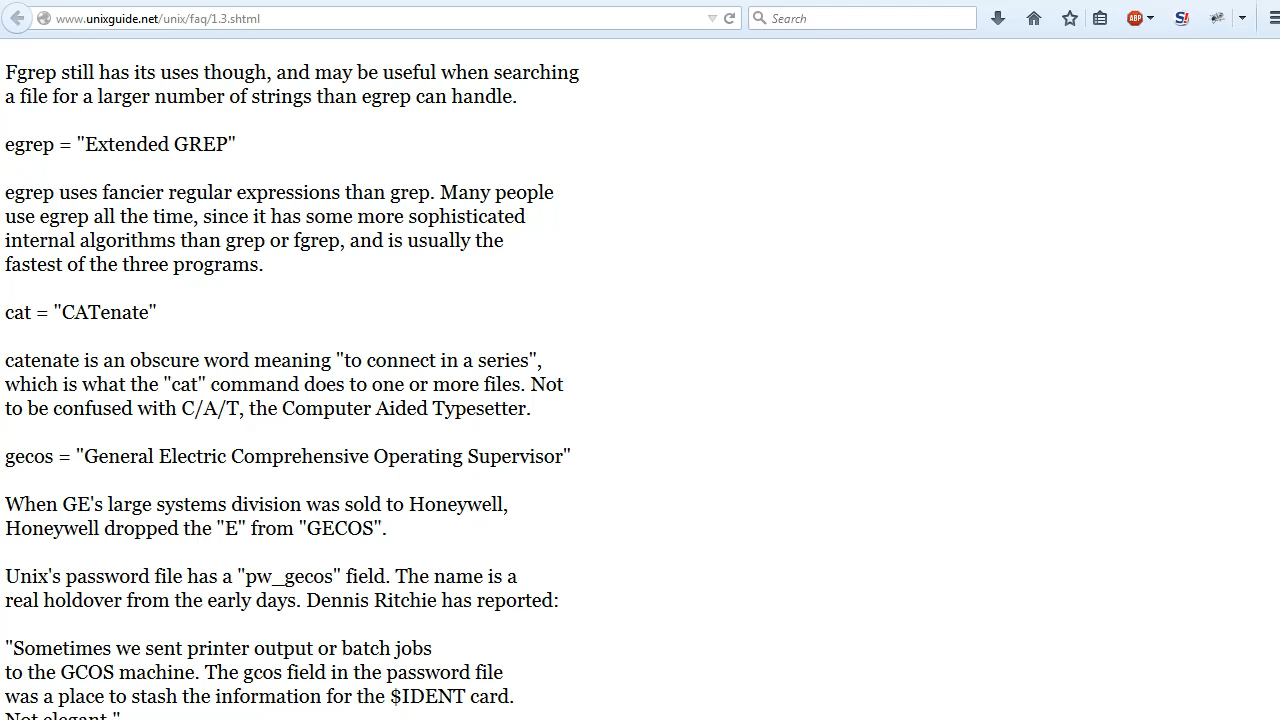 www.unixguide.net/unix/faq/1.3.shtml
Search
ABP
S!
Fgrep still has its uses though, and may be useful when searching
a file for a larger number of strings than egrep can handle.
egrep = "Extended GREP"
egrep uses fancier regular expressions than grep. Many people
use egrep all the time, since it has some more sophisticated
internal algorithms than grep or fgrep, and is usually the
fastest of the three programs.
cat = "CATenate"
catenate is an obscure word meaning "to connect in a series",
which is what the "cat" command does to one or more files. Not
to be confused with C/A/T, the Computer Aided Typesetter.
gecos = "General Electric Comprehensive Operating Supervisor"
When GE's large systems division was sold to Honeywell,
Honeywell dropped the "E" from "GECOS".
Unix's password file has a "pw_gecos" field. The name is a
real holdover from the early days. Dennis Ritchie has reported:
"Sometimes we sent printer output or batch jobs
to the GCOS machine. The gcos field in the password file
was a place to stash the information for the $IDENT card.
Not elegant."